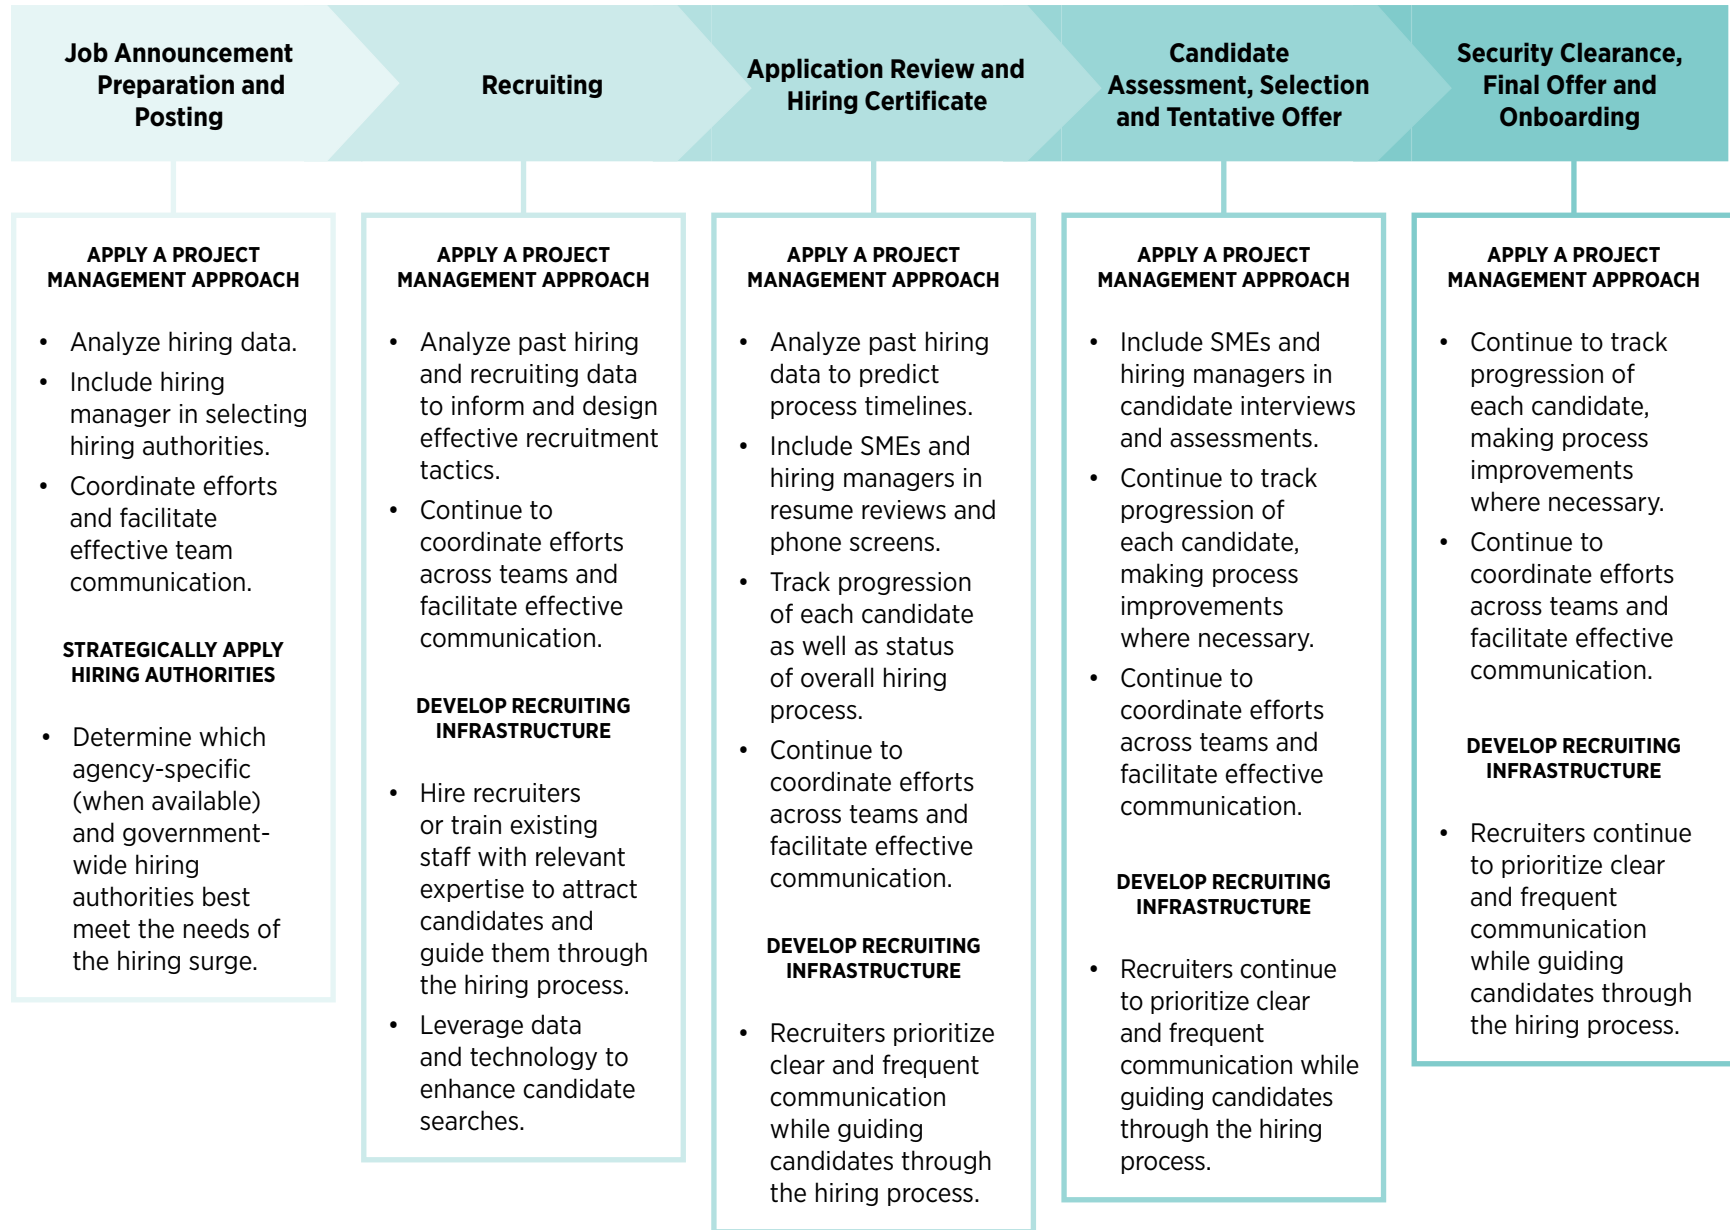 Job Announcement
Preparation and
Posting
Recruiting
Application Review and
Hiring Certificate
Candidate
Assessment, Selection
and Tentative Offer
Security Clearance,
Final Offer and
Onboarding
APPLY A PROJECT
MANAGEMENT APPROACH
• Analyze hiring data.
• Include hiring
manager in selecting
hiring authorities.
• Coordinate efforts
and facilitate
effective team
communication.
STRATEGICALLY APPLY
HIRING AUTHORITIES
• Determine which
agency-specific
(when available)
and government-
wide hiring
authorities best
meet the needs of
the hiring surge.
APPLY A PROJECT
MANAGEMENT APPROACH
• Analyze past hiring
and recruiting data
to inform and design
effective recruitment
tactics.
• Continue to
coordinate efforts
across teams and
facilitate effective
communication.
DEVELOP RECRUITING
INFRASTRUCTURE
• Hire recruiters
or train existing
staff with relevant
expertise to attract
candidates and
guide them through
the hiring process.
• Leverage data
and technology to
enhance candidate
searches.
APPLY A PROJECT
MANAGEMENT APPROACH
• Analyze past hiring
data to predict
process timelines.
• Include SMEs and
hiring managers in
resume reviews and
phone screens.
• Track progression
of each candidate
as well as status
of overall hiring
process.
• Continue to
coordinate efforts
across teams and
facilitate effective
communication.
DEVELOP RECRUITING
INFRASTRUCTURE
• Recruiters prioritize
clear and frequent
communication
while guiding
candidates through
the hiring process.
APPLY A PROJECT
MANAGEMENT APPROACH
• Include SMEs and
hiring managers in
candidate interviews
and assessments.
• Continue to track
progression of
each candidate,
making process
improvements
where necessary.
• Continue to
coordinate efforts
across teams and
facilitate effective
communication.
DEVELOP RECRUITING
INFRASTRUCTURE
• Recruiters continue
to prioritize clear
and frequent
communication while
guiding candidates
through the hiring
process.
APPLY A PROJECT
MANAGEMENT APPROACH
• Continue to track
progression of
each candidate,
making process
improvements
where necessary.
• Continue to
coordinate efforts
across teams and
facilitate effective
communication.
DEVELOP RECRUITING
INFRASTRUCTURE
• Recruiters continue
to prioritize clear
and frequent
communication
while guiding
candidates through
the hiring process.